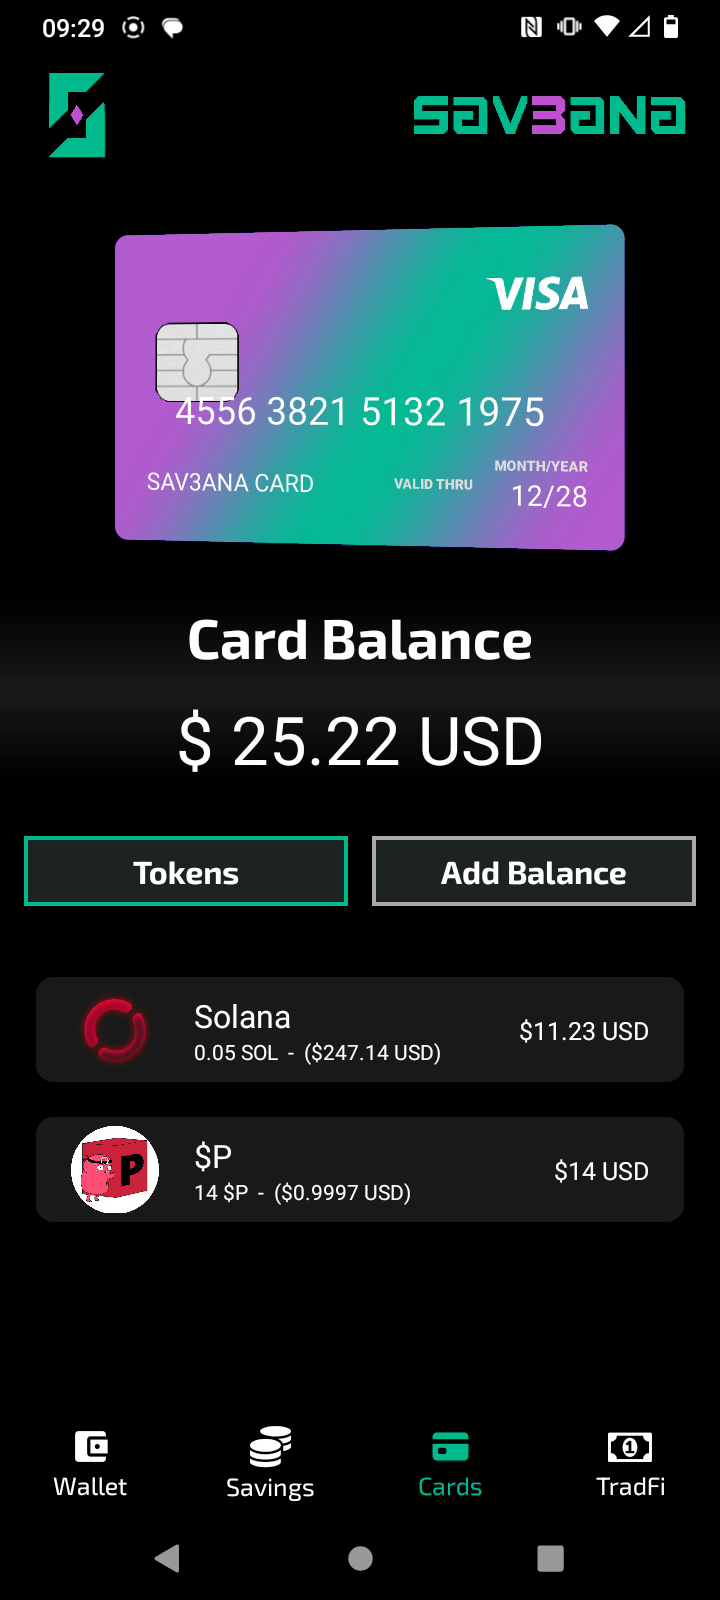 09:29
SAV3ANA
VISA
4556 3821 5132 1975
MONTH/YEAR
SAV3ANA CARD VALID THRU 12/28
Card Balance
$ 25.22 USD
Tokens Add Balance
Solana
0.05 SOL - ($247.14 USD) $11.23 USD
P
$P
14 $P - ($0.9997 USD) $14 USD
1
Wallet Savings Cards TradFi